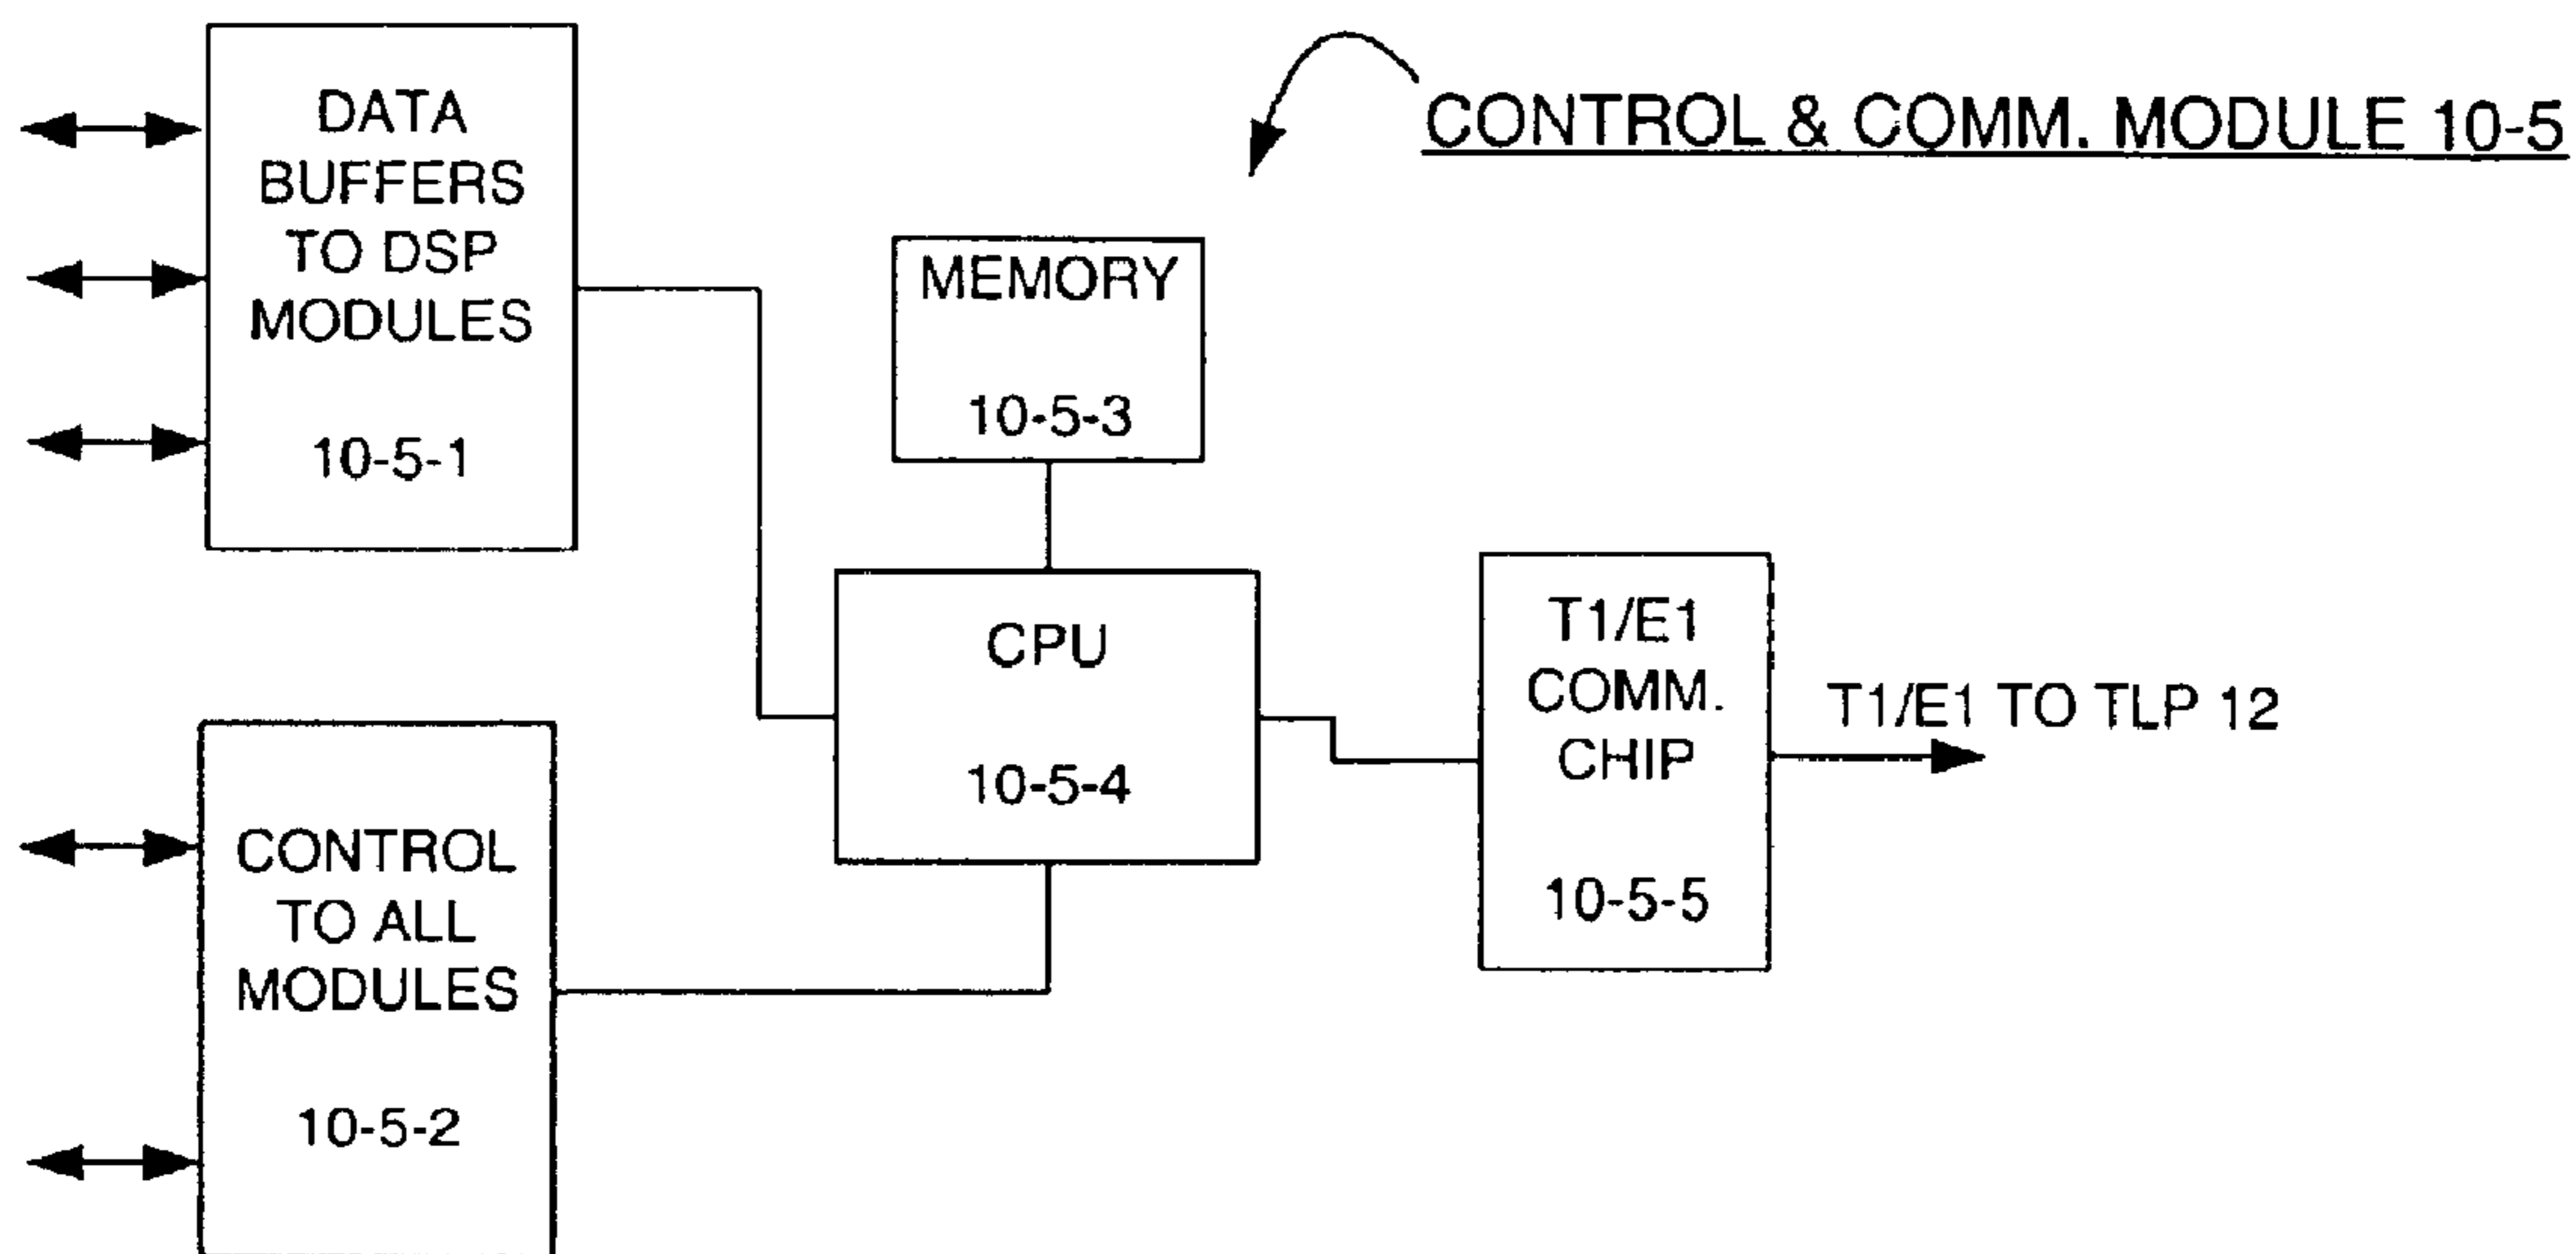 CONTROL & COMM. MODULE 10-5
DATA
BUFFERS
TO DSP
MODULES
10-5-1
MEMORY
10-5-3
CPU
10-5-4
T1/E1
COMM.
CHIP
10-5-5
T1/E1 TO TLP 12
CONTROL
TO ALL
MODULES
10-5-2